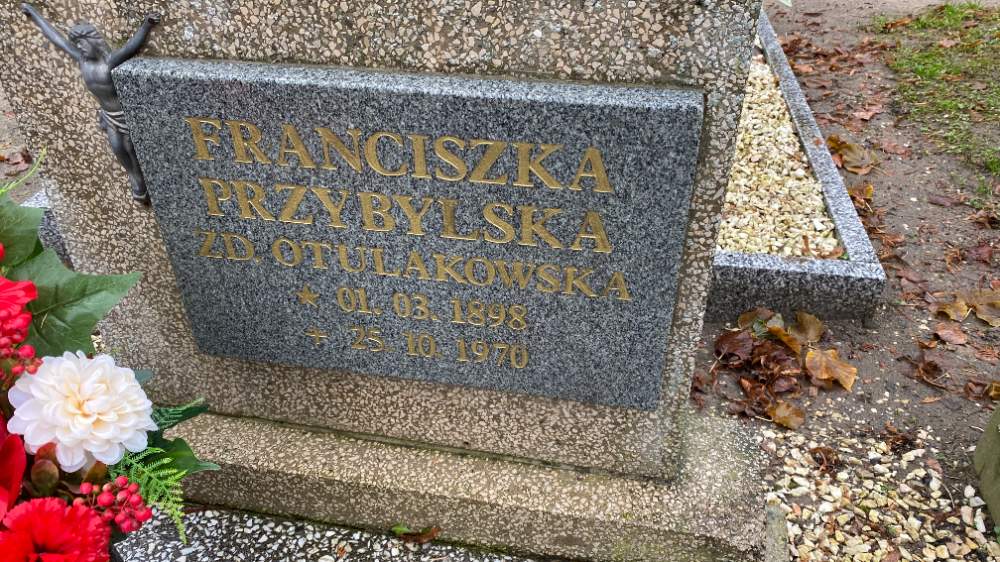 FRANCISZKA
PRZYBYLSKA
ZD. OTULAKOWSKA
★ 01. 03. 1898
+ 25. 10. 1970